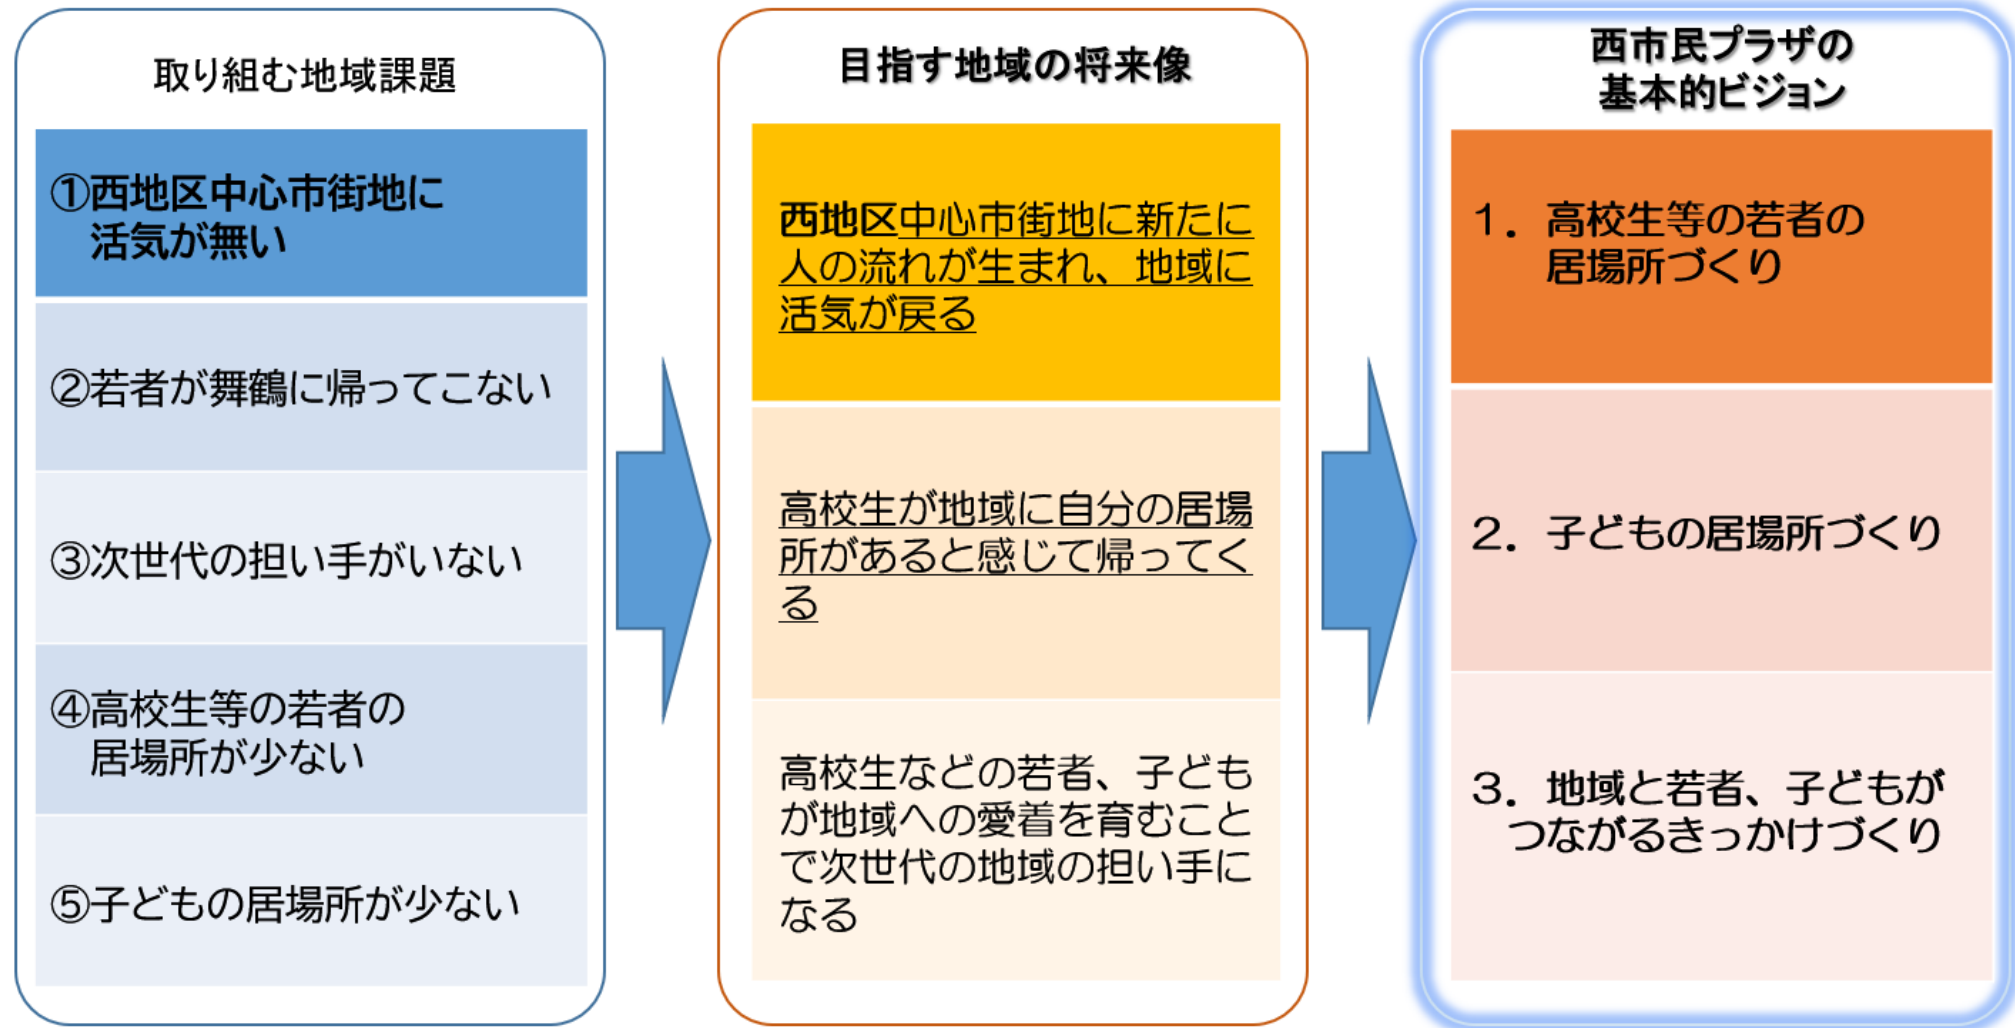 取り組む地域課題
①西地区中心市街地に
活気が無い
②若者が舞鶴に帰ってこない
③次世代の担い手がいない
④高校生等の若者の
居場所が少ない
⑤子どもの居場所が少ない
目指す地域の将来像
西地区中心市街地に新たに
人の流れが生まれ、地域に
活気が戻る
高校生が地域に自分の居場
所があると感じて帰ってく
る
高校生などの若者、子ども
が地域への愛着を育むこと
で次世代の地域の担い手に
なる
西市民プラザの
基本的ビジョン
1．高校生等の若者の
居場所づくり
2．子どもの居場所づくり
3．地域と若者、子どもが
つながるきっかけづくり